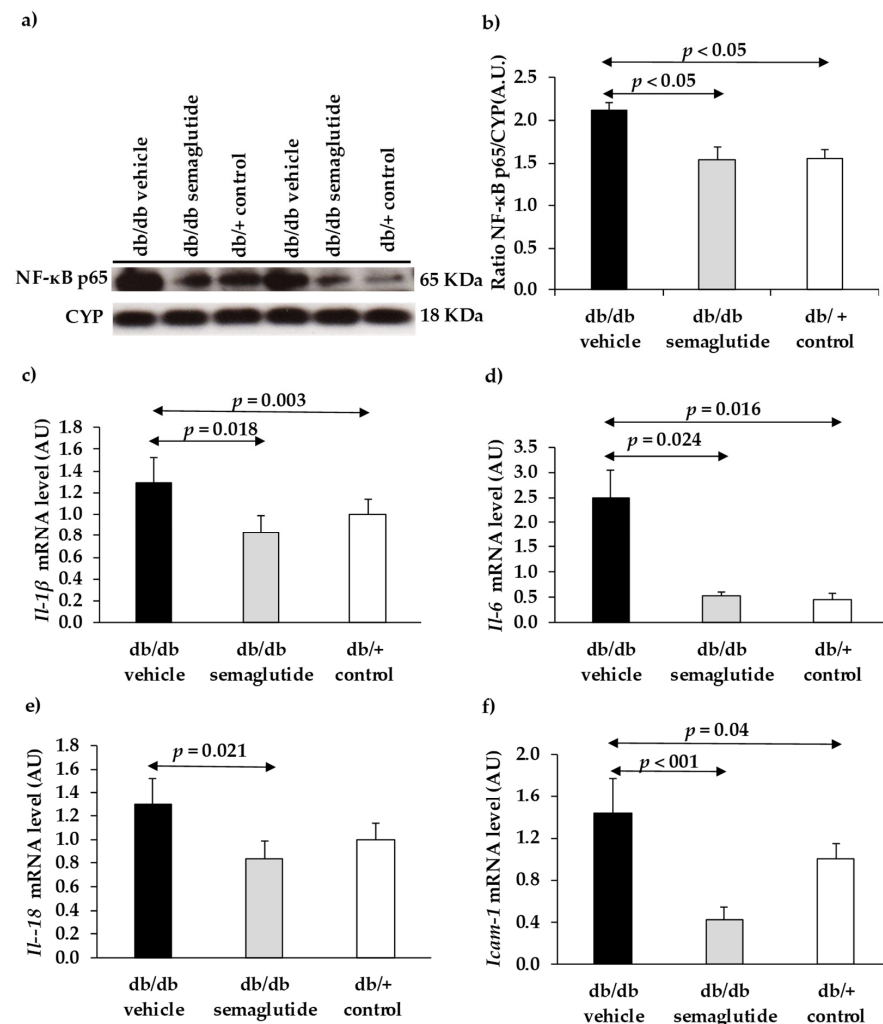 a)
db/db vehicle
db/db semaglutide
db/+ control
db/db vehicle
db/db semaglutide
db/+ control
NF-κB p65
65 KDa
CYP
18 KDa
b)
p < 0.05
p < 0.05
Ratio NF-κB p65/CYP(A.U.)
2.5
2.0
1.5
1.0
0.5
0.0
db/db
vehicle
db/db
semaglutide
db/ +
control
c)
p = 0.003
p = 0.018
Il-1β mRNA level (AU)
1.8
1.6
1.4
1.2
1.0
0.8
0.6
0.4
0.2
0.0
db/db
vehicle
db/db
semaglutide
db/+
control
d)
p = 0.016
p = 0.024
Il-6 mRNA level (AU)
3.5
3.0
2.5
2.0
1.5
1.0
0.5
0.0
db/db
vehicle
db/db
semaglutide
db/+
control
e)
p = 0.021
Il--18 mRNA level (AU)
1.8
1.6
1.4
1.2
1.0
0.8
0.6
0.4
0.2
0.0
db/db
vehicle
db/db
semaglutide
db/+
control
f)
p = 0.04
p <001
Icam-1 mRNA level (AU)
2.0
1.6
1.2
0.8
0.4
0.0
db/db
vehicle
db/db
semaglutide
db/+
control